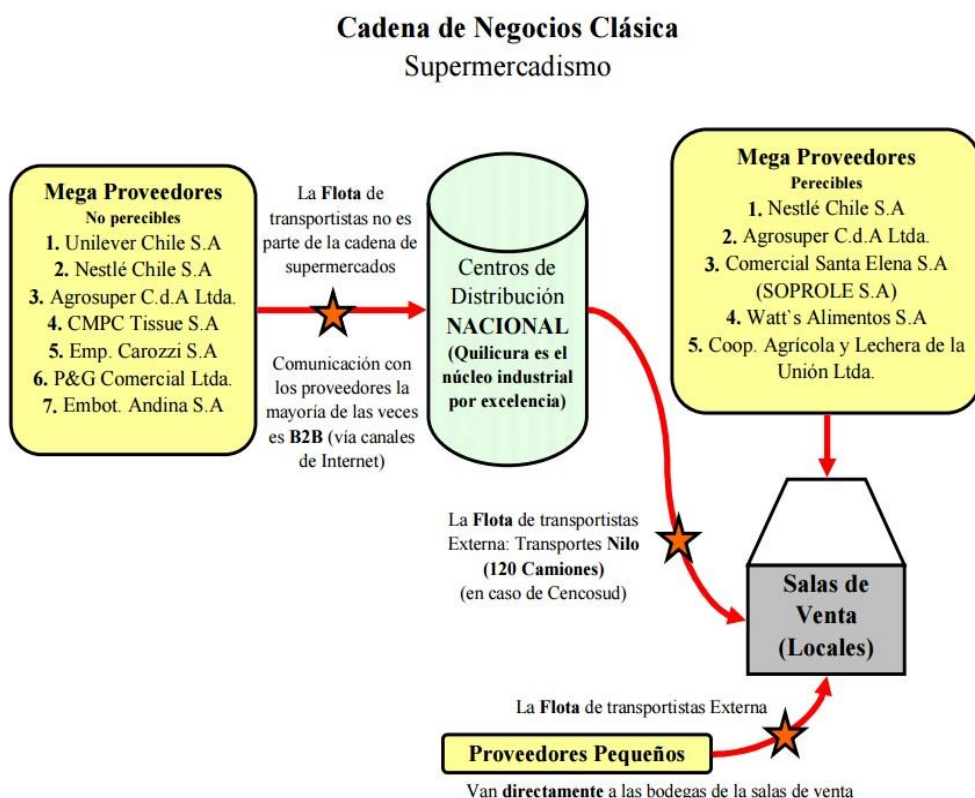 Cadena de Negocios Clásica
Supermercadismo
Mega Proveedores
No perecibles
1. Unilever Chile S.A
2. Nestlé Chile S.A
3. Agrosuper C.d.A Ltda.
4. CMPC Tissue S.A
5. Emp. Carozzi S.A
6. P&G Comercial Ltda.
7. Embot. Andina S.A
La Flota de
transportistas no es
parte de la cadena de
supermercados
Comunicación con
los proveedores la
mayoría de las veces
es B2B (vía canales
de Internet)
Centros de
Distribución
NACIONAL
(Quilicura es el
núcleo industrial
por excelencia)
Mega Proveedores
Perecibles
1. Nestlé Chile S.A
2. Agrosuper C.d.A Ltda.
3. Comercial Santa Elena S.A
(SOPROLE S.A)
4. Watt`s Alimentos S.A
5. Coop. Agrícola y Lechera de la
Unión Ltda.
La Flota de transportistas
Externa: Transportes Nilo
(120 Camiones)
(en caso de Cencosud)
Salas de
Venta
(Locales)
La Flota de transportistas Externa
Proveedores Pequeños
Van directamente a las bodegas de la salas de venta